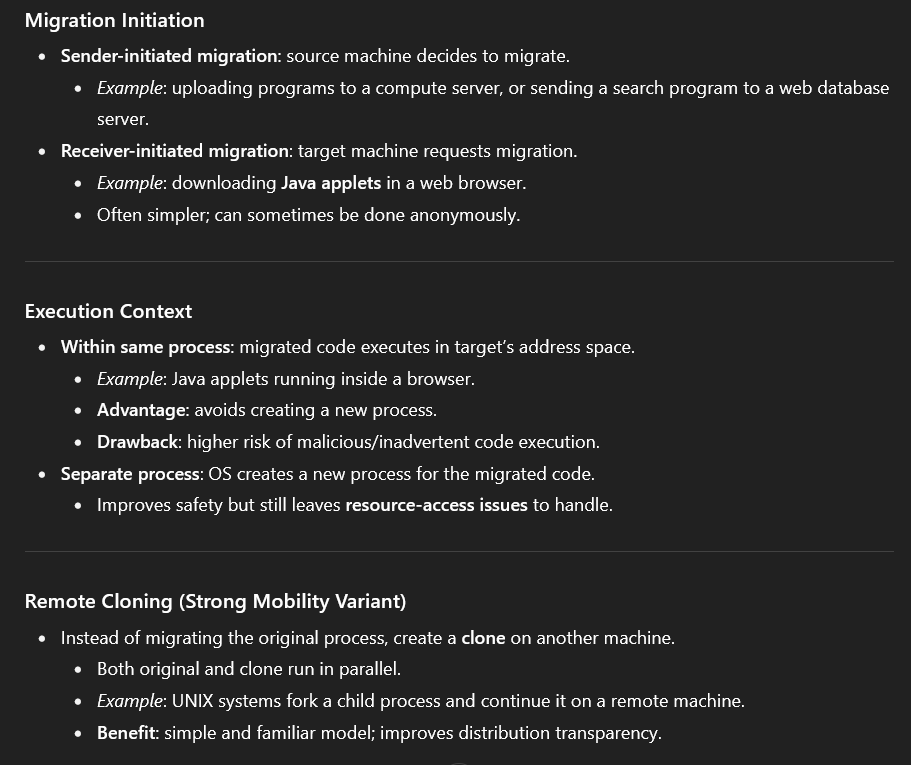 Migration Initiation
Sender-initiated migration: source machine decides to migrate.
Example: uploading programs to a compute server, or sending a search program to a web database
server.
Receiver-initiated migration: target machine requests migration.
Example: downloading Java applets in a web browser.
Often simpler; can sometimes be done anonymously.
Execution Context
Within same process: migrated code executes in target’s address space.
Example: Java applets running inside a browser.
Advantage: avoids creating a new process.
Drawback: higher risk of malicious/inadvertent code execution.
Separate process: OS creates a new process for the migrated code.
Improves safety but still leaves resource-access issues to handle.
Remote Cloning (Strong Mobility Variant)
Instead of migrating the original process, create a clone on another machine.
Both original and clone run in parallel.
Example: UNIX systems fork a child process and continue it on a remote machine.
Benefit: simple and familiar model; improves distribution transparency.